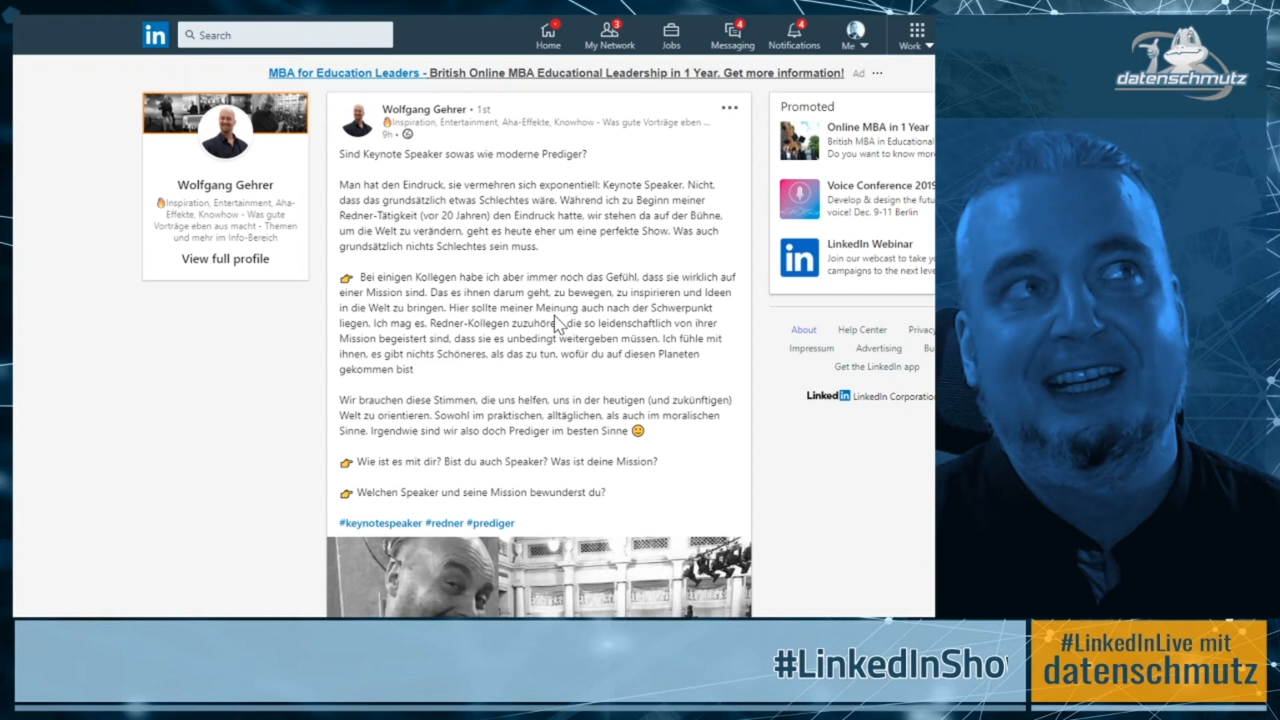 Search
Home
3
My Network
Jobs
4
Messaging
4
Notifications
Me
Work
datenschmutz
MBA for Education Leaders - British Online MBA Educational Leadership in 1 Year. Get more information!
Ad
Wolfgang Gehrer
Inspiration, Entertainment, Aha-
Effekte, Knowhow - Was gute
Vorträge eben aus macht - Themen
und mehr im Info-Bereich
View full profile
Wolfgang Gehrer • 1st
Inspiration, Entertainment, Aha-Effekte, Knowhow - Was gute Vorträge eben ...
9h •
Sind Keynote Speaker sowas wie moderne Prediger?
Man hat den Eindruck, sie vermehren sich exponentiell: Keynote Speaker. Nicht,
dass das grundsätzlich etwas Schlechtes wäre. Während ich zu Beginn meiner
Redner-Tätigkeit (vor 20 Jahren) den Eindruck hatte, wir stehen da auf der Bühne,
um die Welt zu verändern, geht es heute eher um eine perfekte Show. Was auch
grundsätzlich nichts Schlechtes sein muss.
Bei einigen Kollegen habe ich aber immer noch das Gefühl, dass sie wirklich auf
einer Mission sind. Das es ihnen darum geht, zu bewegen, zu inspirieren und Ideen
in die Welt zu bringen. Hier sollte meiner Meinung auch nach der Schwerpunkt
liegen. Ich mag es, Redner-Kollegen zuzuhöre die so leidenschaftlich von ihrer
Mission begeistert sind, dass sie es unbedingt weitergeben müssen. Ich fühle mit
ihnen, es gibt nichts Schöneres, als das zu tun, wofür du auf diesen Planeten
gekommen bist
Wir brauchen diese Stimmen, die uns helfen, uns in der heutigen (und zukünftigen)
Welt zu orientieren. Sowohl im praktischen, alltäglichen, als auch im moralischen
Sinne. Irgendwie sind wir also doch Prediger im besten Sinne
Wie ist es mit dir? Bist du auch Speaker? Was ist deine Mission?
Welchen Speaker und seine Mission bewunderst du?
#keynotespeaker #redner #prediger
Promoted
Online MBA in 1 Year
British MBA in Education
Do you want to know mor
Voice Conference 2019
Develop & design the futu
voice! Dec. 9-11 Berlin
LinkedIn Webinar
Join our webcast to take y
campaigns to the next leve
About Help Center Privac
Impressum Advertising Bu
Get the LinkedIn app
Linkedin LinkedIn Corporatio
#LinkedInSho
#LinkedInLive mit
datenschmutz